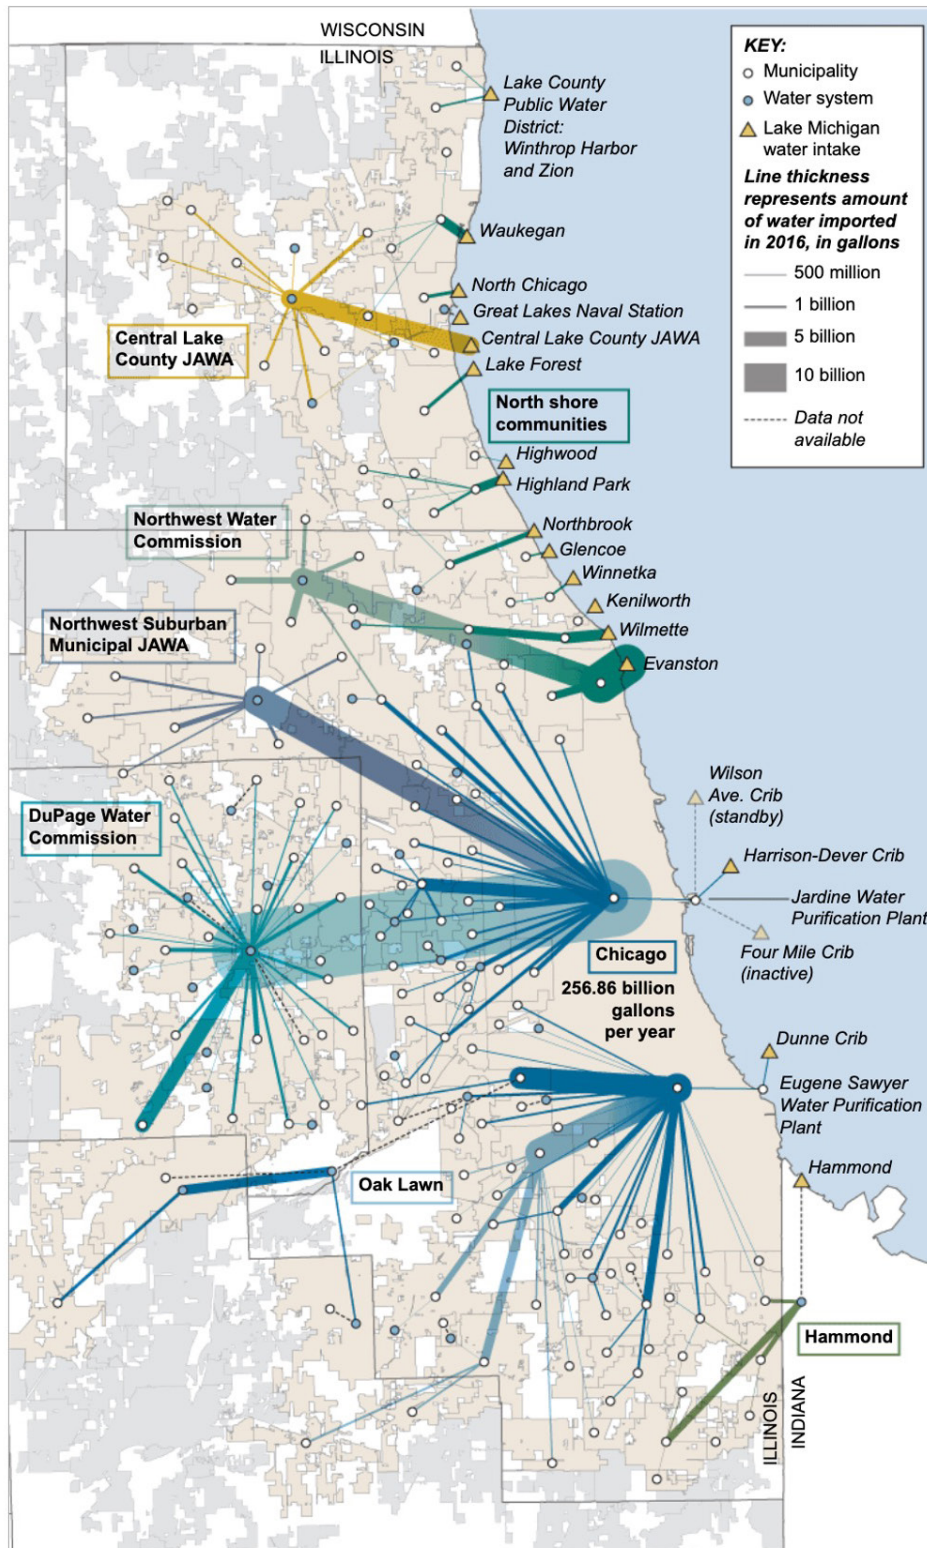 WISCONSIN
ILLINOIS
KEY:
Municipality
Water system
Lake Michigan
water intake
Line thickness
represents amount
of water imported
in 2016, in gallons
500 million
1 billion
5 billion
10 billion
Data not
available
Lake County
Public Water
District:
Winthrop Harbor
and Zion
Waukegan
North Chicago
Great Lakes Naval Station
Central Lake County JAWA
Lake Forest
Central Lake
County JAWA
North shore
communities
Highwood
Highland Park
Northwest Water
Commission
Northbrook
Glencoe
Winnetka
Kenilworth
Wilmette
Evanston
Northwest Suburban
Municipal JAWA
DuPage Water
Commission
Wilson
Ave. Crib
(standby)
Harrison-Dever Crib
Jardine Water
Purification Plant
Four Mile Crib
(inactive)
Chicago
256.86 billion
gallons
per year
Dunne Crib
Eugene Sawyer
Water Purification
Plant
Hammond
Oak Lawn
Hammond
ILLINOIS
INDIANA